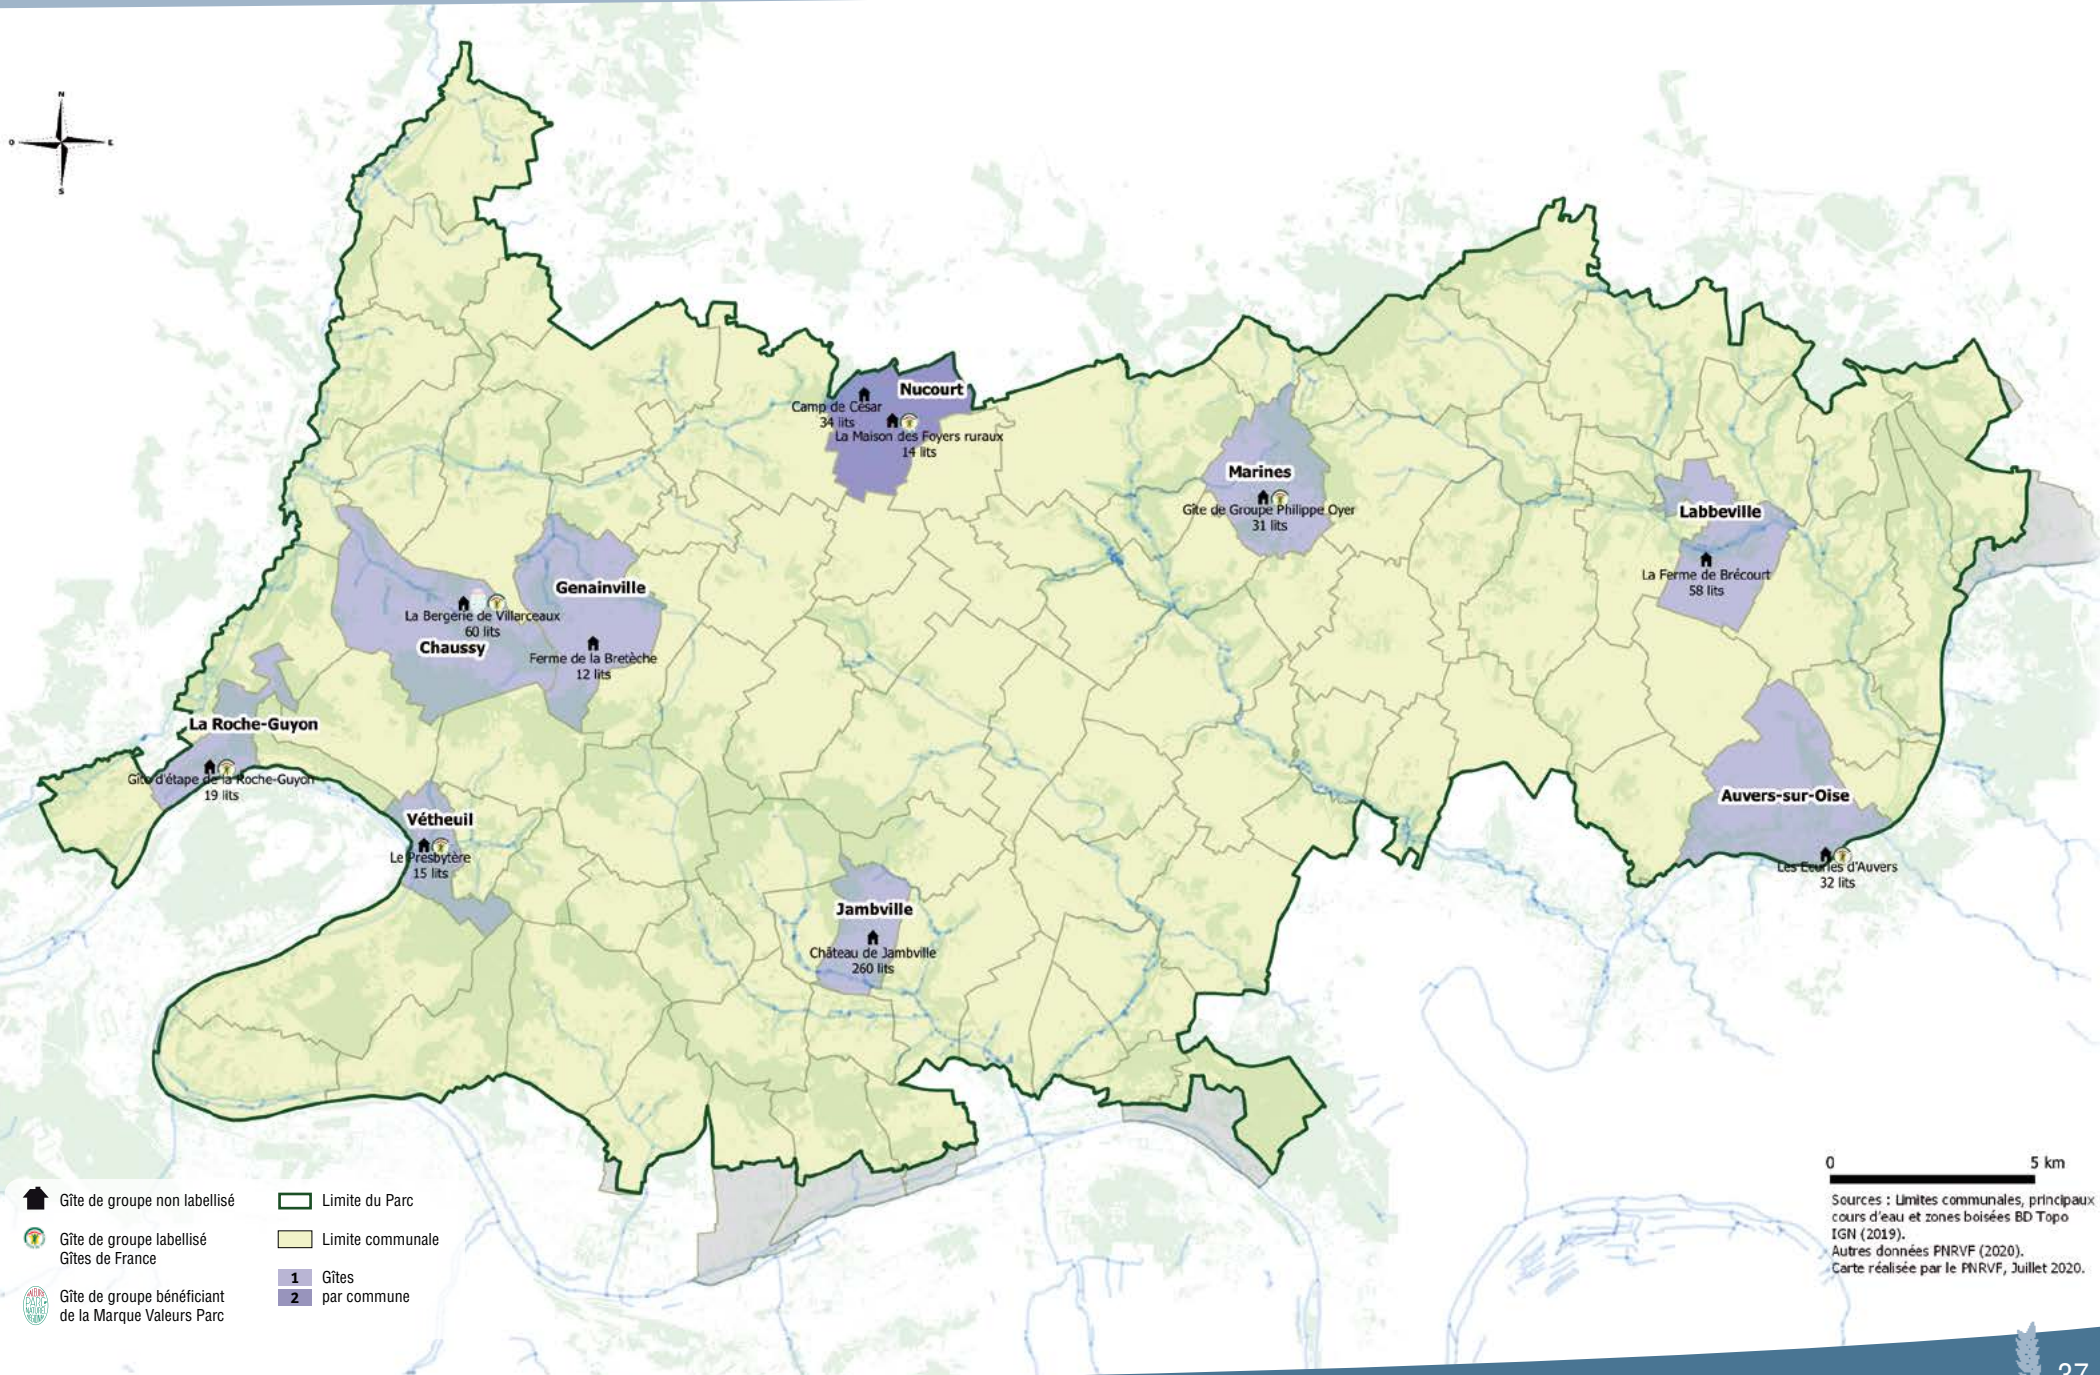 N
O
E
S
Nucourt
Camp de César
34 lits
La Maison des Foyers ruraux
14 lits
Marines
Gîte de Groupe Philippe Oyer
31 lits
Labbeville
La Ferme de Brécourt
58 lits
Genainville
Ferme de la Bretèche
12 lits
La Bergerie de Villarceaux
60 lits
Chaussy
La Roche-Guyon
Gîte d'étape de la Roche-Guyon
19 lits
Vétheuil
Le Presbytère
15 lits
Auvers-sur-Oise
Les Ecuries d'Auvers
32 lits
Jambville
Château de Jambville
260 lits
0 5 km
Sources : Limites communales, principaux
cours d'eau et zones boisées BD Topo
IGN (2019).
Autres données PNRVF (2020).
Carte réalisée par le PNRVF, Juillet 2020.
Gîte de groupe non labellisé
Gîte de groupe labellisé
Gîtes de France
Gîte de groupe bénéficiant
de la Marque Valeurs Parc
Limite du Parc
Limite communale
1 Gîtes
2 par commune
37